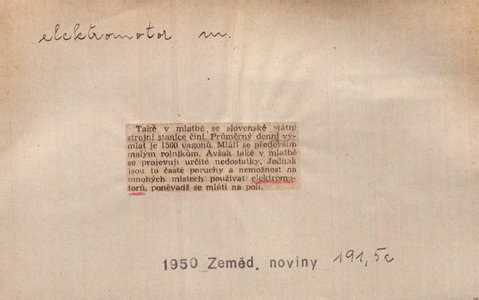 elektromotor m.
Také v mlatbě se slovenské státní
strojní stanice činí. Průměrný denní vý-
mlat je 1500 vagonů. Mlátí se především
malým rolníkům. Avšak také v mlatbě
se projevují určité nedostatky. Jednak
jsou to časté poruchy a nemožnost na
mnohých místech používat elektromo-
torů, poněvadž se mlátí na poli.
1950 Zeměd. noviny 191, 5c